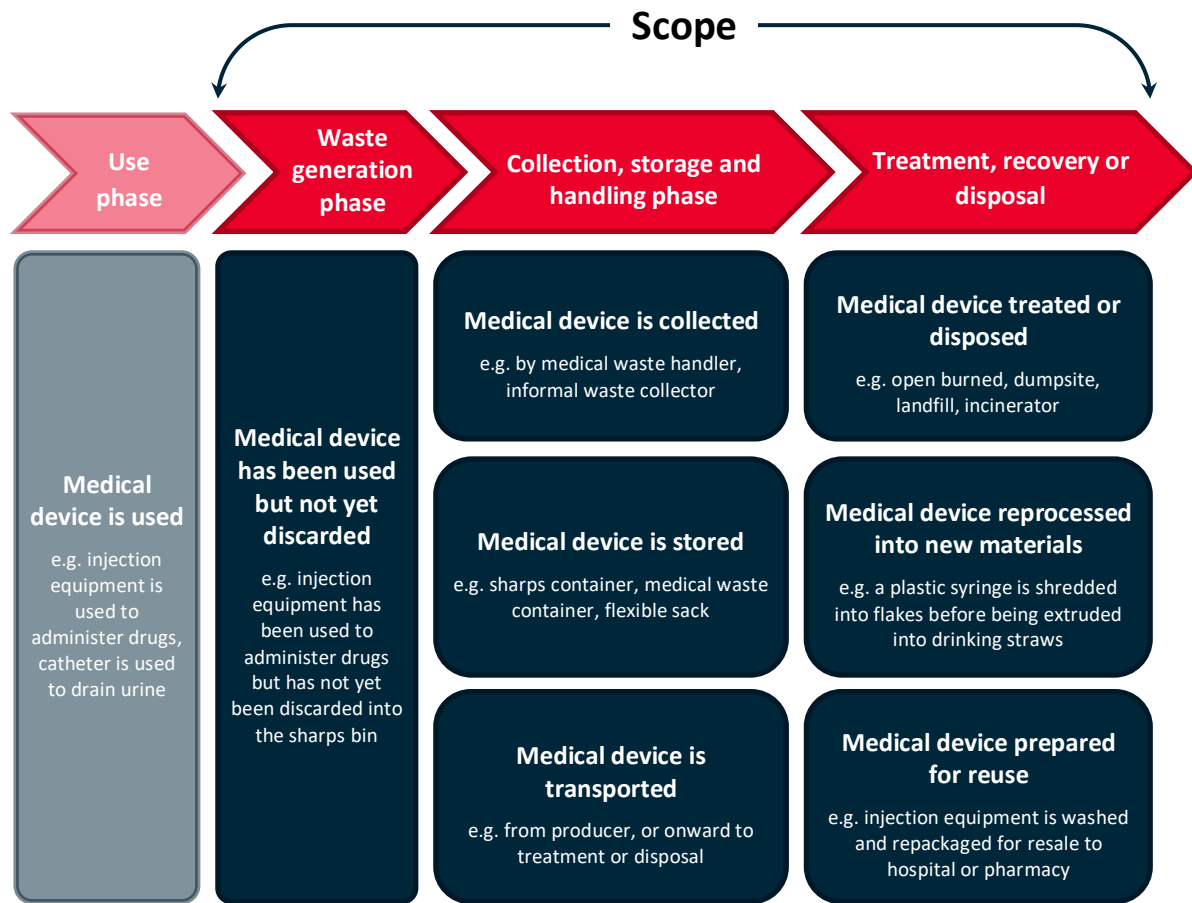 Scope
Use
phase
Waste
generation
phase
Collection, storage and
handling phase
Treatment, recovery or
disposal
Medical
device is used
e.g. injection
equipment is
used to
administer drugs,
catheter is used
to drain urine
Medical device
has been used
but not yet
discarded
e.g. injection
equipment has
been used to
administer drugs
but has not yet
been discarded into
the sharps bin
Medical device is collected
e.g. by medical waste handler,
informal waste collector
Medical device is stored
e.g. sharps container, medical waste
container, flexible sack
Medical device is
transported
e.g. from producer, or onward to
treatment or disposal
Medical device treated or
disposed
e.g. open burned, dumpsite,
landfill, incinerator
Medical device reprocessed
into new materials
e.g. a plastic syringe is shredded
into flakes before being extruded
into drinking straws
Medical device prepared
for reuse
e.g. injection equipment is washed
and repackaged for resale to
hospital or pharmacy